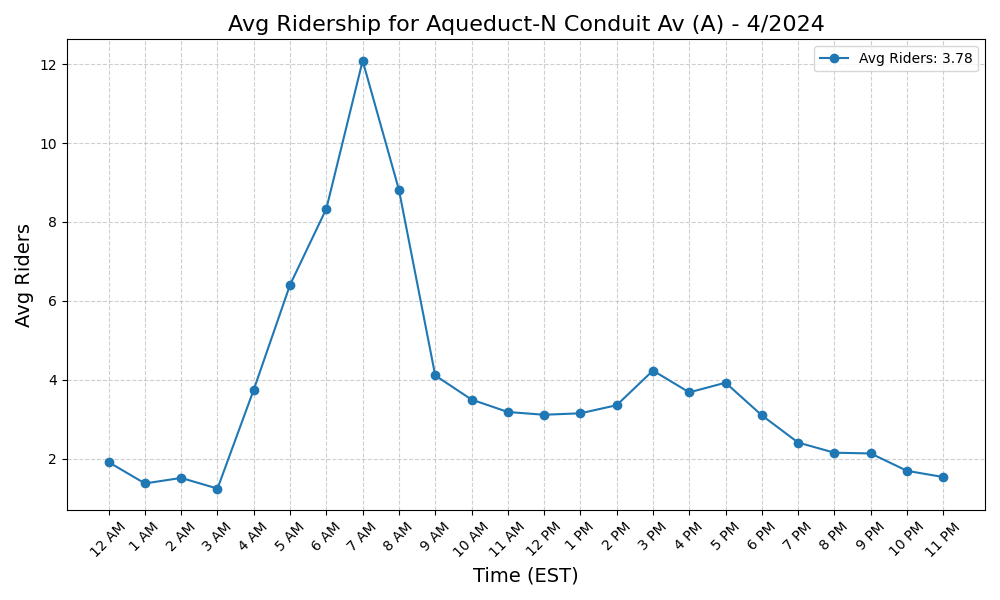 Avg Ridership for Aqueduct-N Conduit Av (A) - 4/2024
Avg Riders: 3.78
Avg Riders
12
10
8
6
4
2
12 AM
1 AM
2 AM
3 AM
4 AM
5 AM
6 AM
7 AM
8 AM
9 AM
10 AM
11 AM
12 PM
1 PM
2 PM
3 PM
4 PM
5 PM
6 PM
7 PM
8 PM
9 PM
10 PM
11 PM
Time (EST)